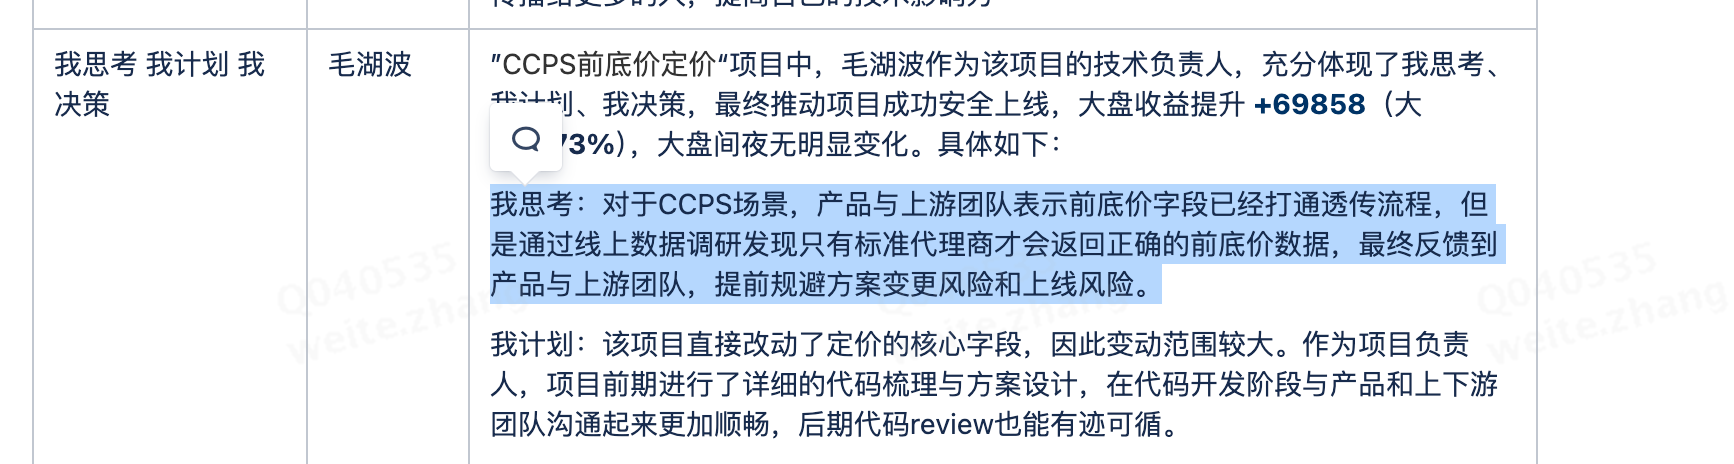 我思考 我计划 我
决策
毛湖波
”CCPS前底价定价“项目中，毛湖波作为该项目的技术负责人，充分体现了我思考、
我计划、我决策，最终推动项目成功安全上线，大盘收益提升 +69858（大
73%），大盘间夜无明显变化。具体如下：
我思考：对于CCPS场景，产品与上游团队表示前底价字段已经打通透传流程，但
是通过线上数据调研发现只有标准代理商才会返回正确的前底价数据，最终反馈到
产品与上游团队，提前规避方案变更风险和上线风险。
我计划：该项目直接改动了定价的核心字段，因此变动范围较大。作为项目负责
人，项目前期进行了详细的代码梳理与方案设计，在代码开发阶段与产品和上下游
团队沟通起来更加顺畅，后期代码review也能有迹可循。
Q040535
weite.zhang
Q040535
weite.zhang